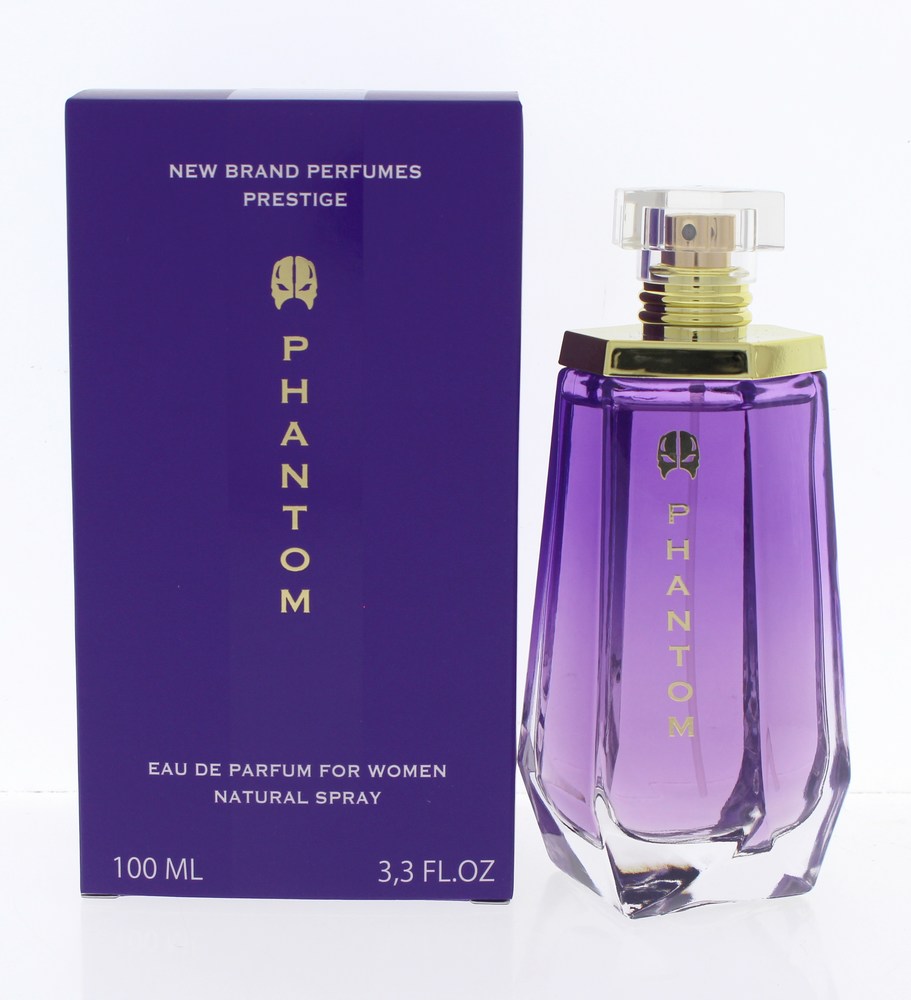 NEW BRAND PERFUMES
PRESTIGE
PHANTOM
EAU DE PARFUM FOR WOMEN
NATURAL SPRAY
100 ML
3,3 FL.OZ
PHANTOM